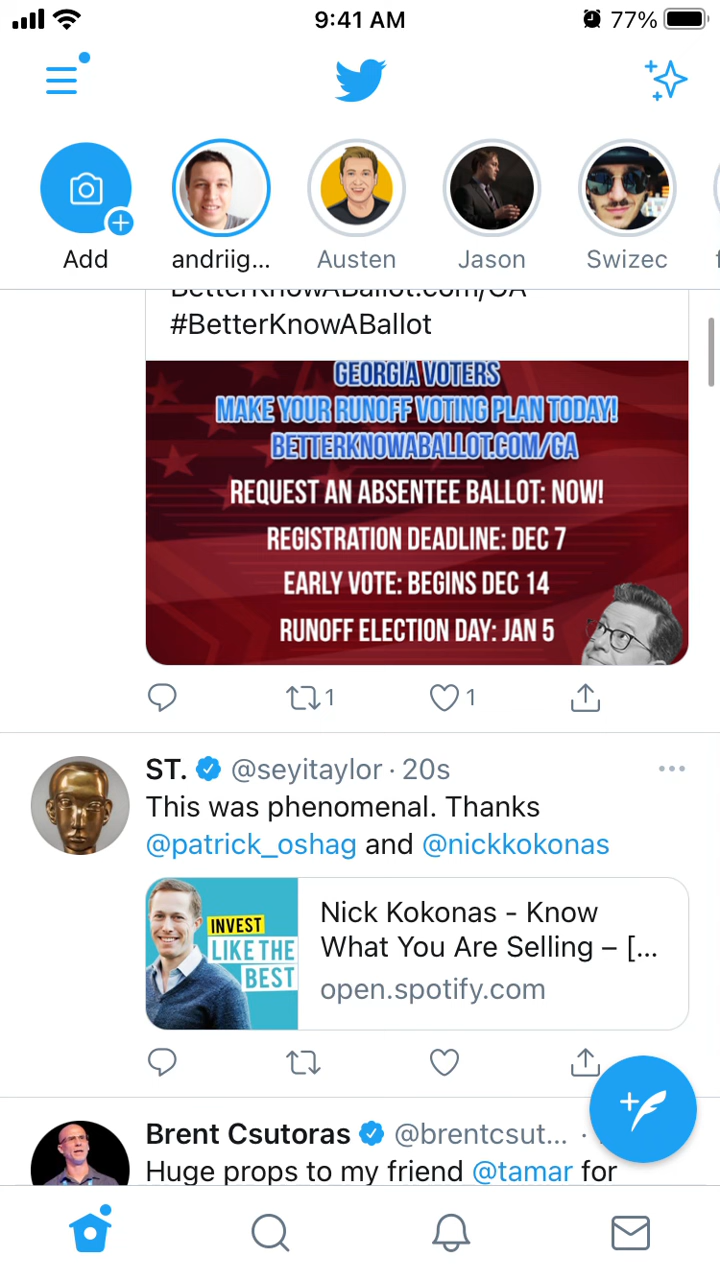 9:41 AM
77%
Add
andriig...
Austen
Jason
Swizec
BetterKnowABallot.com/GA
#BetterKnowABallot
GEORGIA VOTERS
MAKE YOUR RUNOFF VOTING PLAN TODAY!
BETTERKNOWABALLOT.COM/GA
REQUEST AN ABSENTEE BALLOT: NOW!
REGISTRATION DEADLINE: DEC 7
EARLY VOTE: BEGINS DEC 14
RUNOFF ELECTION DAY: JAN 5
1
1
ST. @seyitaylor · 20s
This was phenomenal. Thanks
@patrick_oshag and @nickkokonas
INVEST
LIKE THE
BEST
Nick Kokonas - Know
What You Are Selling – [...
open.spotify.com
Brent Csutoras @brentcsut... ·
Huge props to my friend @tamar for